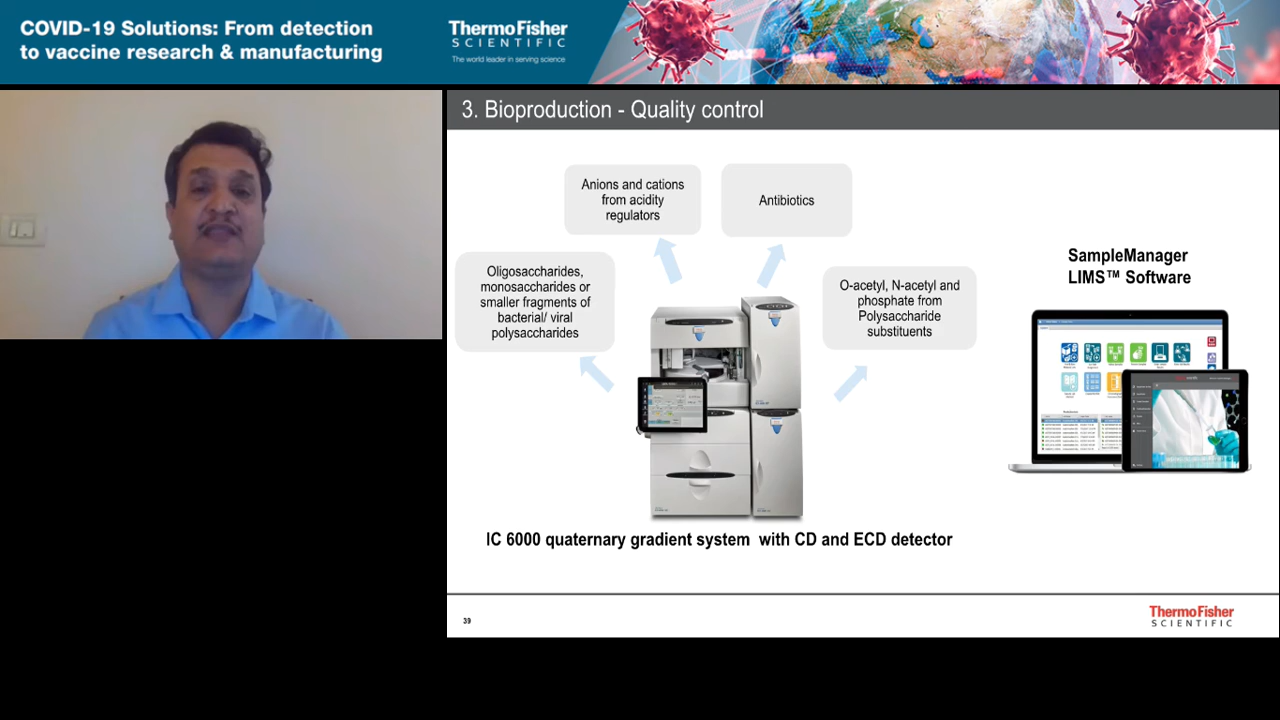 COVID-19 Solutions: From detection
to vaccine research & manufacturing
ThermoFisher
SCIENTIFIC
The world leader in serving science
3. Bioproduction - Quality control
Anions and cations
from acidity
regulators
Antibiotics
Oligosaccharides,
monosaccharides or
smaller fragments of
bacterial/ viral
polysaccharides
O-acetyl, N-acetyl and
phosphate from
Polysaccharide
substituents
SampleManager
LIMS™ Software
IC 6000 quaternary gradient system with CD and ECD detector
39
ThermoFisher
SCIENTIFIC